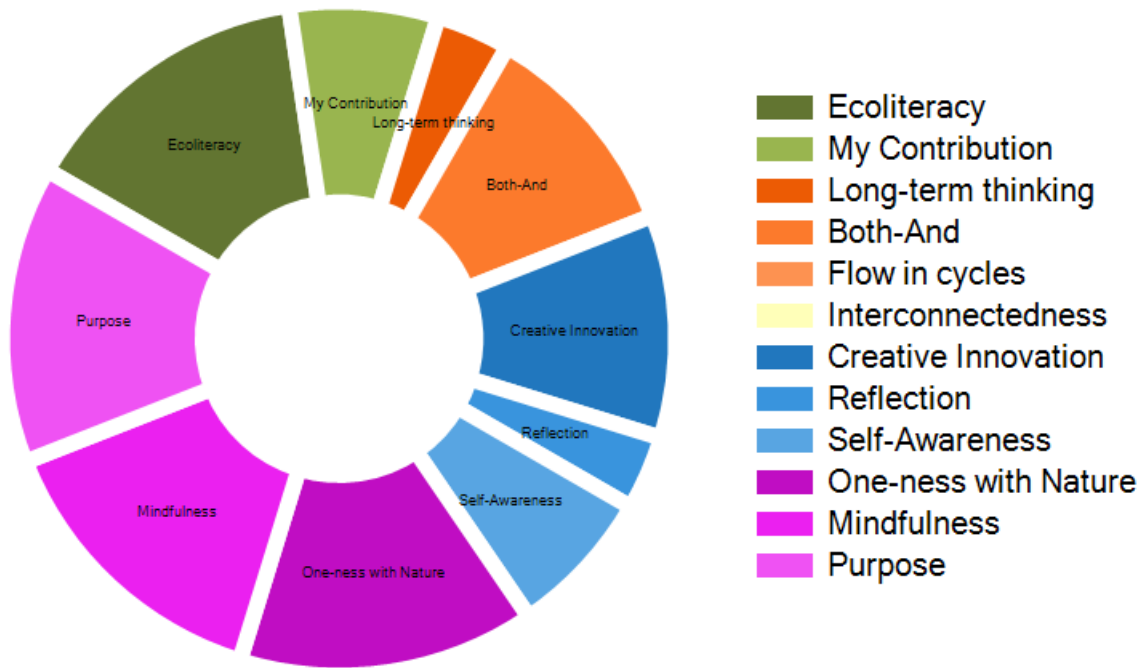 My Contribution
Long-term thinking
Ecoliteracy
Both-And
Purpose
Creative Innovation
Reflection
Self-Awareness
Mindfulness
One-ness with Nature
Ecoliteracy
My Contribution
Long-term thinking
Both-And
Flow in cycles
Interconnectedness
Creative Innovation
Reflection
Self-Awareness
One-ness with Nature
Mindfulness
Purpose